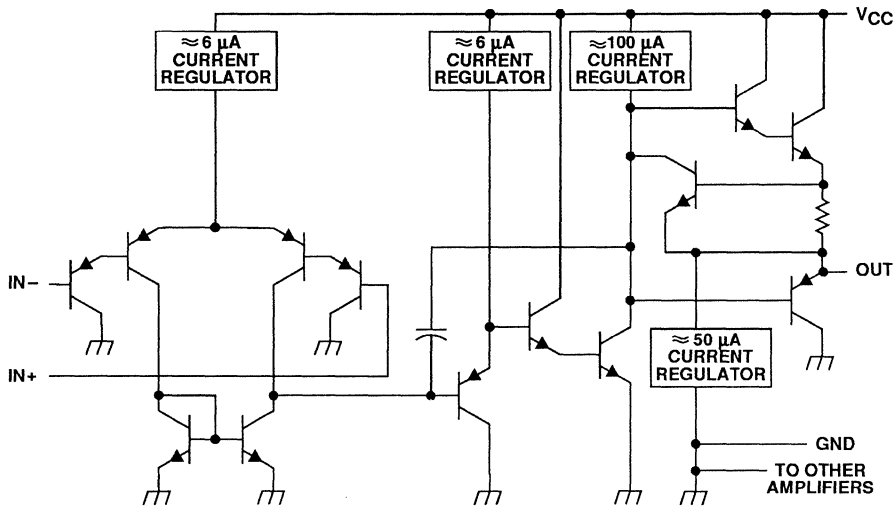 VCC
≈ 6 μA
CURRENT
REGULATOR
≈ 6 μA
CURRENT
REGULATOR
≈100 μA
CURRENT
REGULATOR
IN−
OUT
≈ 50 μA
CURRENT
REGULATOR
IN+
GND
TO OTHER
AMPLIFIERS